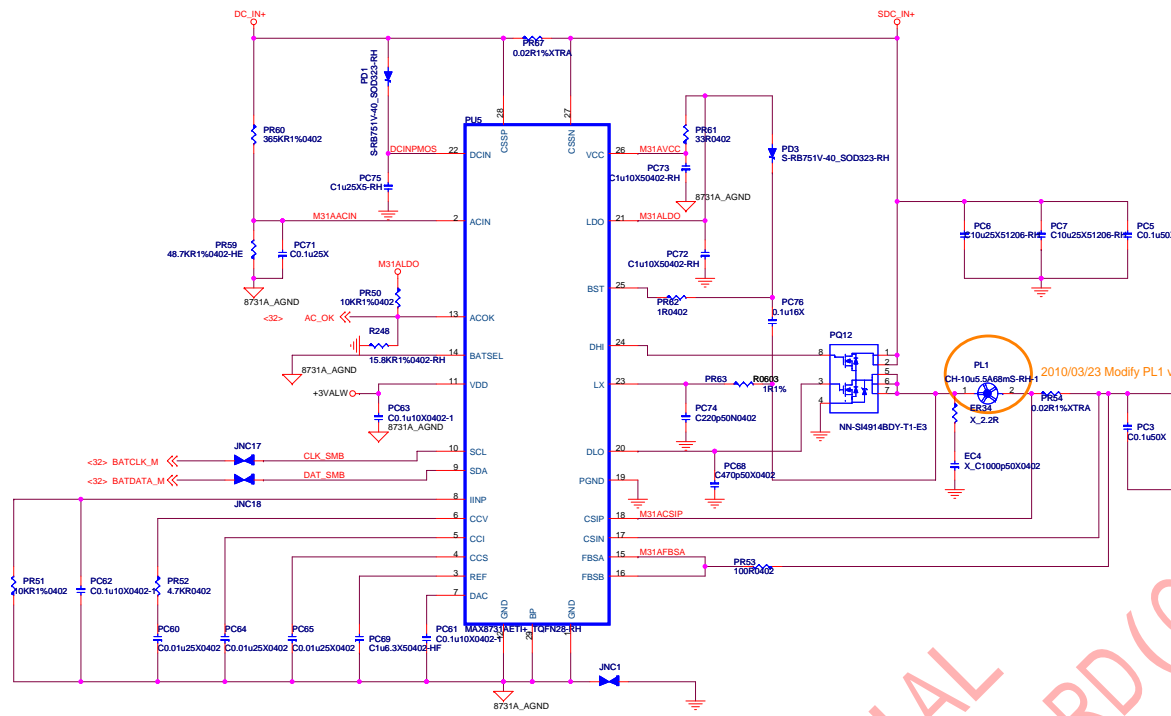 DC_IN+
SDC_IN+
PR67
0.02R1%XTRA
PD1
S-RB751V-40_SOD323-RH
PR60
365KR1%0402
PU5
28
CSSP
27
CSSN
DCINPMOS
22
DCIN
VCC
26
M31AVCC
PR61
33R0402
PD3
S-RB751V-40_SOD323-RH
PC73
C1u10X50402-RH
8731A_AGND
PC75
C1u25X5-RH
M31AACIN
2
ACIN
LDO
21
M31ALDO
PR59
48.7KR1%0402-HE
PC71
C0.1u25X
8731A_AGND
PC72
C1u10X50402-RH
PC6
C10u25X51206-RH
PC7
C10u25X51206-RH
PC5
C0.1u50X
M31ALDO
PR50
10KR1%0402
BST
25
PR62
1R0402
PC76
0.1u16X
<32>
AC_OK
13
ACOK
R248
15.8KR1%0402-RH
14
BATSEL
8731A_AGND
DHI
24
PQ12
8
1
2
3
5
6
7
4
NN-SI4914BDY-T1-E3
LX
23
PR63
R0603
1R1%
PL1
CH-10u5.5A68mS-RH-1
1
2
2010/03/23 Modify PL1 v
PR54
0.02R1%XTRA
+3VALW
11
VDD
PC63
C0.1u10X0402-1
8731A_AGND
PC74
C220p50N0402
ER34
X_2.2R
EC4
X_C1000p50X0402
PC3
C0.1u50X
<32> BATCLK_M
JNC17
CLK_SMB
10
SCL
<32> BATDATA_M
DAT_SMB
9
SDA
JNC18
DLO
20
PC68
C470p50X0402
PGND
19
8
IINP
6
CCV
CSIP
18
M31ACSIP
5
CCI
CSIN
17
4
CCS
FBSA
15
M31AFBSA
3
REF
FBSB
16
PR53
100R0402
7
DAC
PR51
10KR1%0402
PC62
C0.1u10X0402-1
PR52
4.7KR0402
GND
BP
GND
MAX8731AETI+_TQFN28-RH
12
29
1
PC60
C0.01u25X0402
PC64
C0.01u25X0402
PC65
C0.01u25X0402
PC69
C1u6.3X50402-HF
PC61
C0.1u10X0402-1
JNC1
8731A_AGND